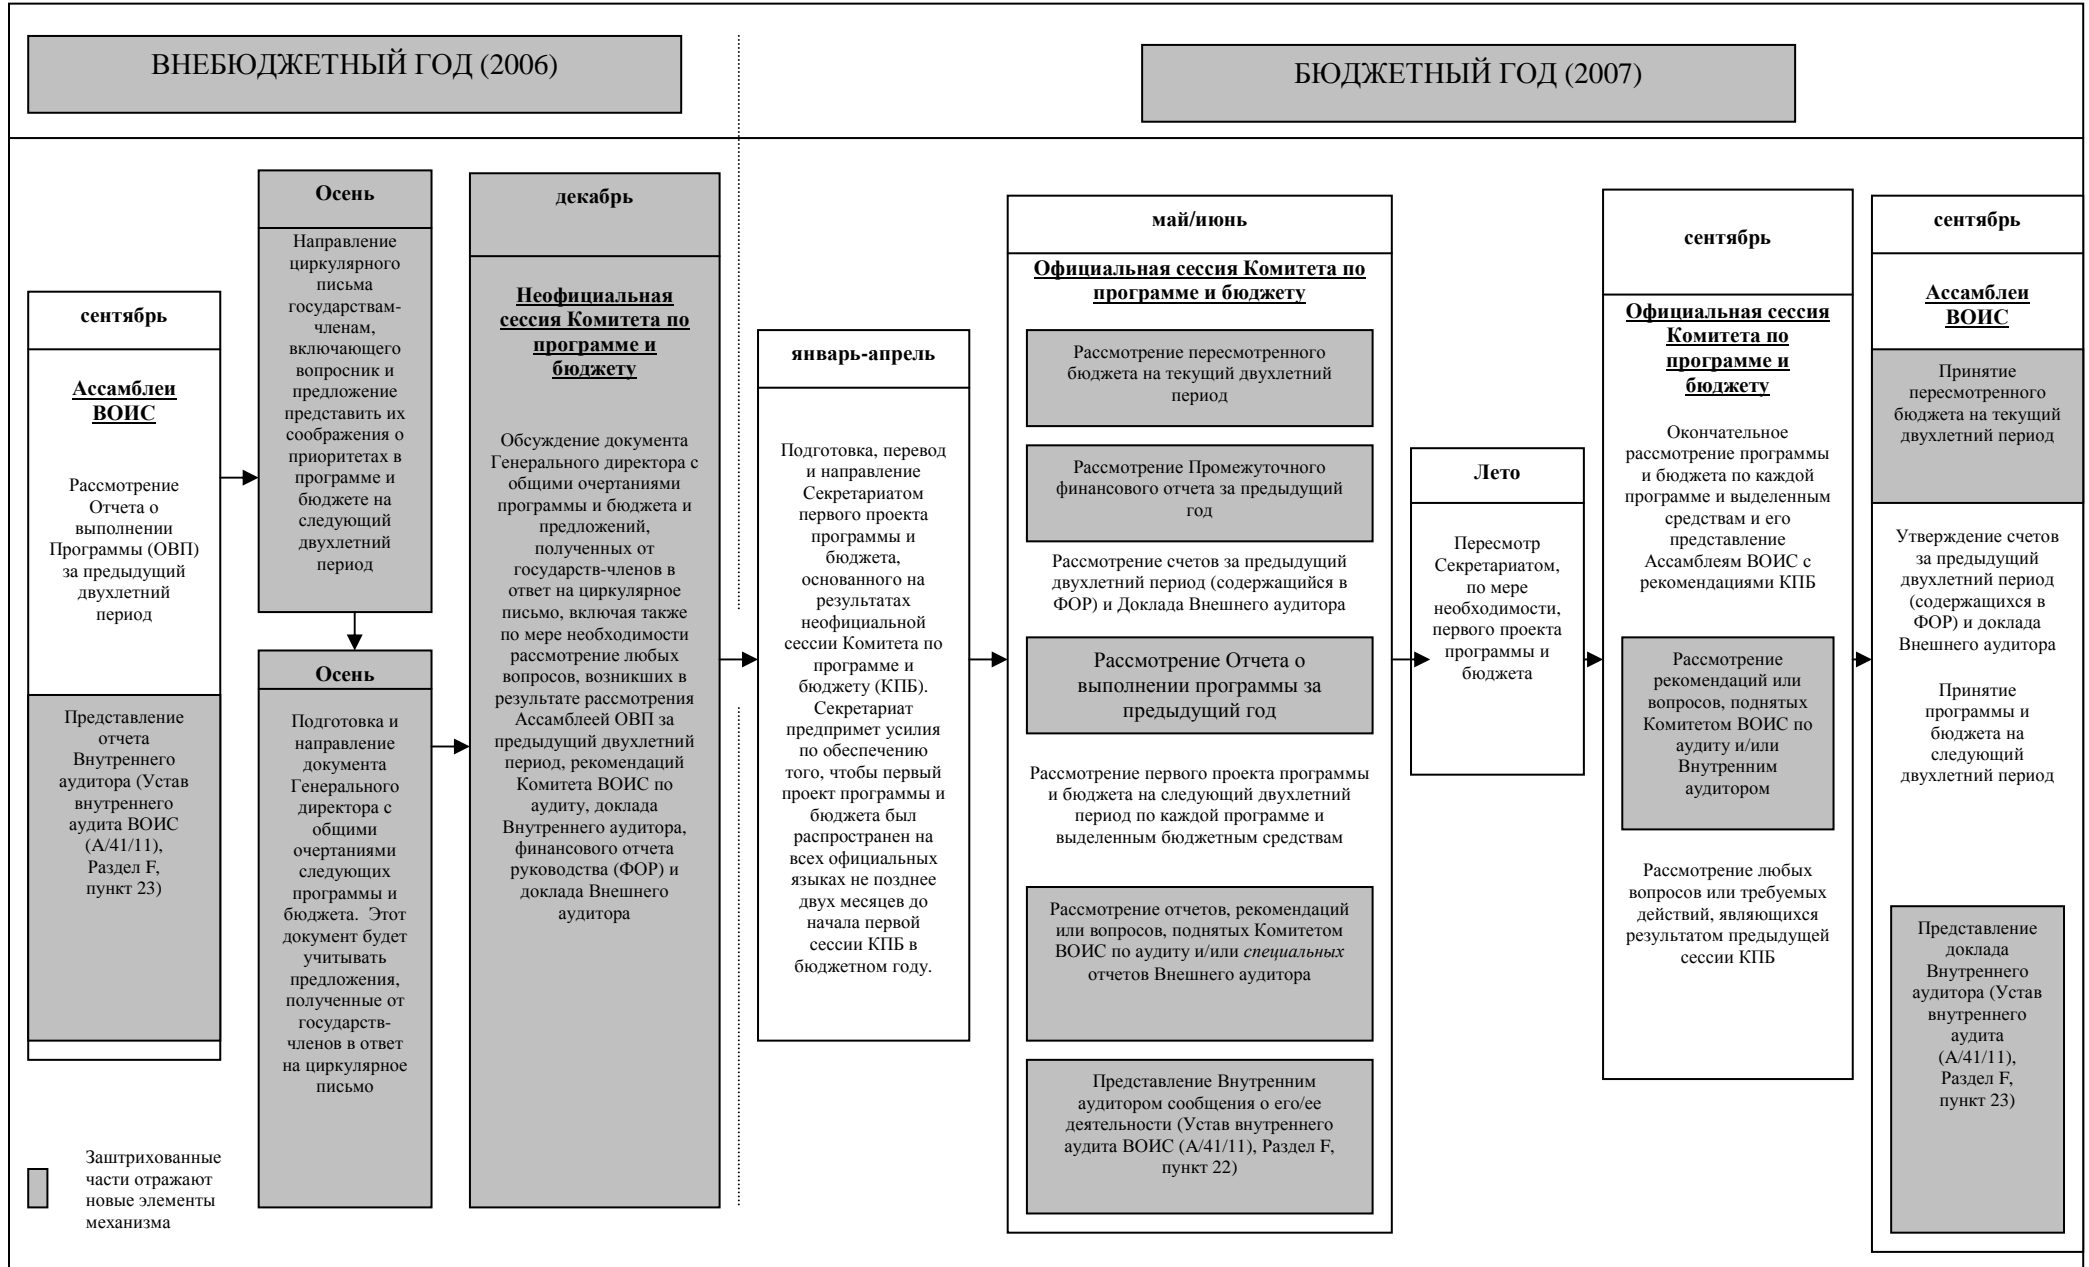 ВНЕБЮДЖЕТНЫЙ ГОД (2006)
БЮДЖЕТНЫЙ ГОД (2007)
сентябрь
Ассамблеи
ВОИС
Рассмотрение
Отчета о
выполнении
Программы (ОВП)
за предыдущий
двухлетний
период
Представление
отчета
Внутреннего
аудитора (Устав
внутреннего
аудита ВОИС
(A/41/11),
Раздел F,
пункт 23)
Осень
Направление
циркулярного
письма
государствам-
членам,
включающего
вопросник и
предложение
представить их
соображения о
приоритетах в
программе и
бюджете на
следующий
двухлетний
период
Осень
Подготовка и
направление
документа
Генерального
директора с
общими
очертаниями
следующих
программы и
бюджета.  Этот
документ будет
учитывать
предложения,
полученные от
государств-
членов в ответ
на циркулярное
письмо
декабрь
Неофициальная
сессия Комитета по
программе и
бюджету
Обсуждение документа
Генерального директора с
общими очертаниями
программы и бюджета и
предложений,
полученных от
государств-членов в
ответ на циркулярное
письмо, включая также
по мере необходимости
рассмотрение любых
вопросов, возникших в
результате рассмотрения
Ассамблеей ОВП за
предыдущий двухлетний
период, рекомендаций
Комитета ВОИС по
аудиту, доклада
Внутреннего аудитора,
финансового отчета
руководства (ФОР) и
доклада Внешнего
аудитора
январь-апрель
Подготовка, перевод
и направление
Секретариатом
первого проекта
программы и
бюджета,
основанного на
результатах
неофициальной
сессии Комитета по
программе и
бюджету (КПБ).
Секретариат
предпримет усилия
по обеспечению
того, чтобы первый
проект программы и
бюджета был
распространен на
всех официальных
языках не позднее
двух месяцев до
начала первой
сессии КПБ в
бюджетном году.
май/июнь
Официальная сессия Комитета по
программе и бюджету
Рассмотрение пересмотренного
бюджета на текущий двухлетний
период
Рассмотрение Промежуточного
финансового отчета за предыдущий
год
Рассмотрение счетов за предыдущий
двухлетний период (содержащийся в
ФОР) и Доклада Внешнего аудитора
Рассмотрение Отчета о
выполнении программы за
предыдущий год
Рассмотрение первого проекта программы
и бюджета на следующий двухлетний
период по каждой программе и
выделенным бюджетным средствам
Рассмотрение отчетов, рекомендаций
или вопросов, поднятых Комитетом
ВОИС по аудиту и/или специальных
отчетов Внешнего аудитора
Представление Внутренним
аудитором сообщения о его/ее
деятельности (Устав внутреннего
аудита ВОИС (A/41/11), Раздел F,
пункт 22)
Лето
Пересмотр
Секретариатом,
по мере
необходимости,
первого проекта
программы и
бюджета
сентябрь
Официальная сессия
Комитета по
программе и
бюджету
Окончательное
рассмотрение программы
и бюджета по каждой
программе и выделенным
средствам и его
представление
Ассамблеям ВОИС с
рекомендациями КПБ
Рассмотрение
рекомендаций или
вопросов, поднятых
Комитетом ВОИС по
аудиту и/или
Внутренним
аудитором
Рассмотрение любых
вопросов или требуемых
действий, являющихся
результатом предыдущей
сессии КПБ
сентябрь
Ассамблеи
ВОИС
Принятие
пересмотренного
бюджета на текущий
двухлетний период
Утверждение счетов
за предыдущий
двухлетний период
(содержащихся в
ФОР) и доклада
Внешнего аудитора
Принятие
программы и
бюджета на
следующий
двухлетний период
Представление
доклада
Внутреннего
аудитора (Устав
внутреннего
аудита
(A/41/11),
Раздел F,
пункт 23)
Заштрихованные
части отражают
новые элементы
механизма